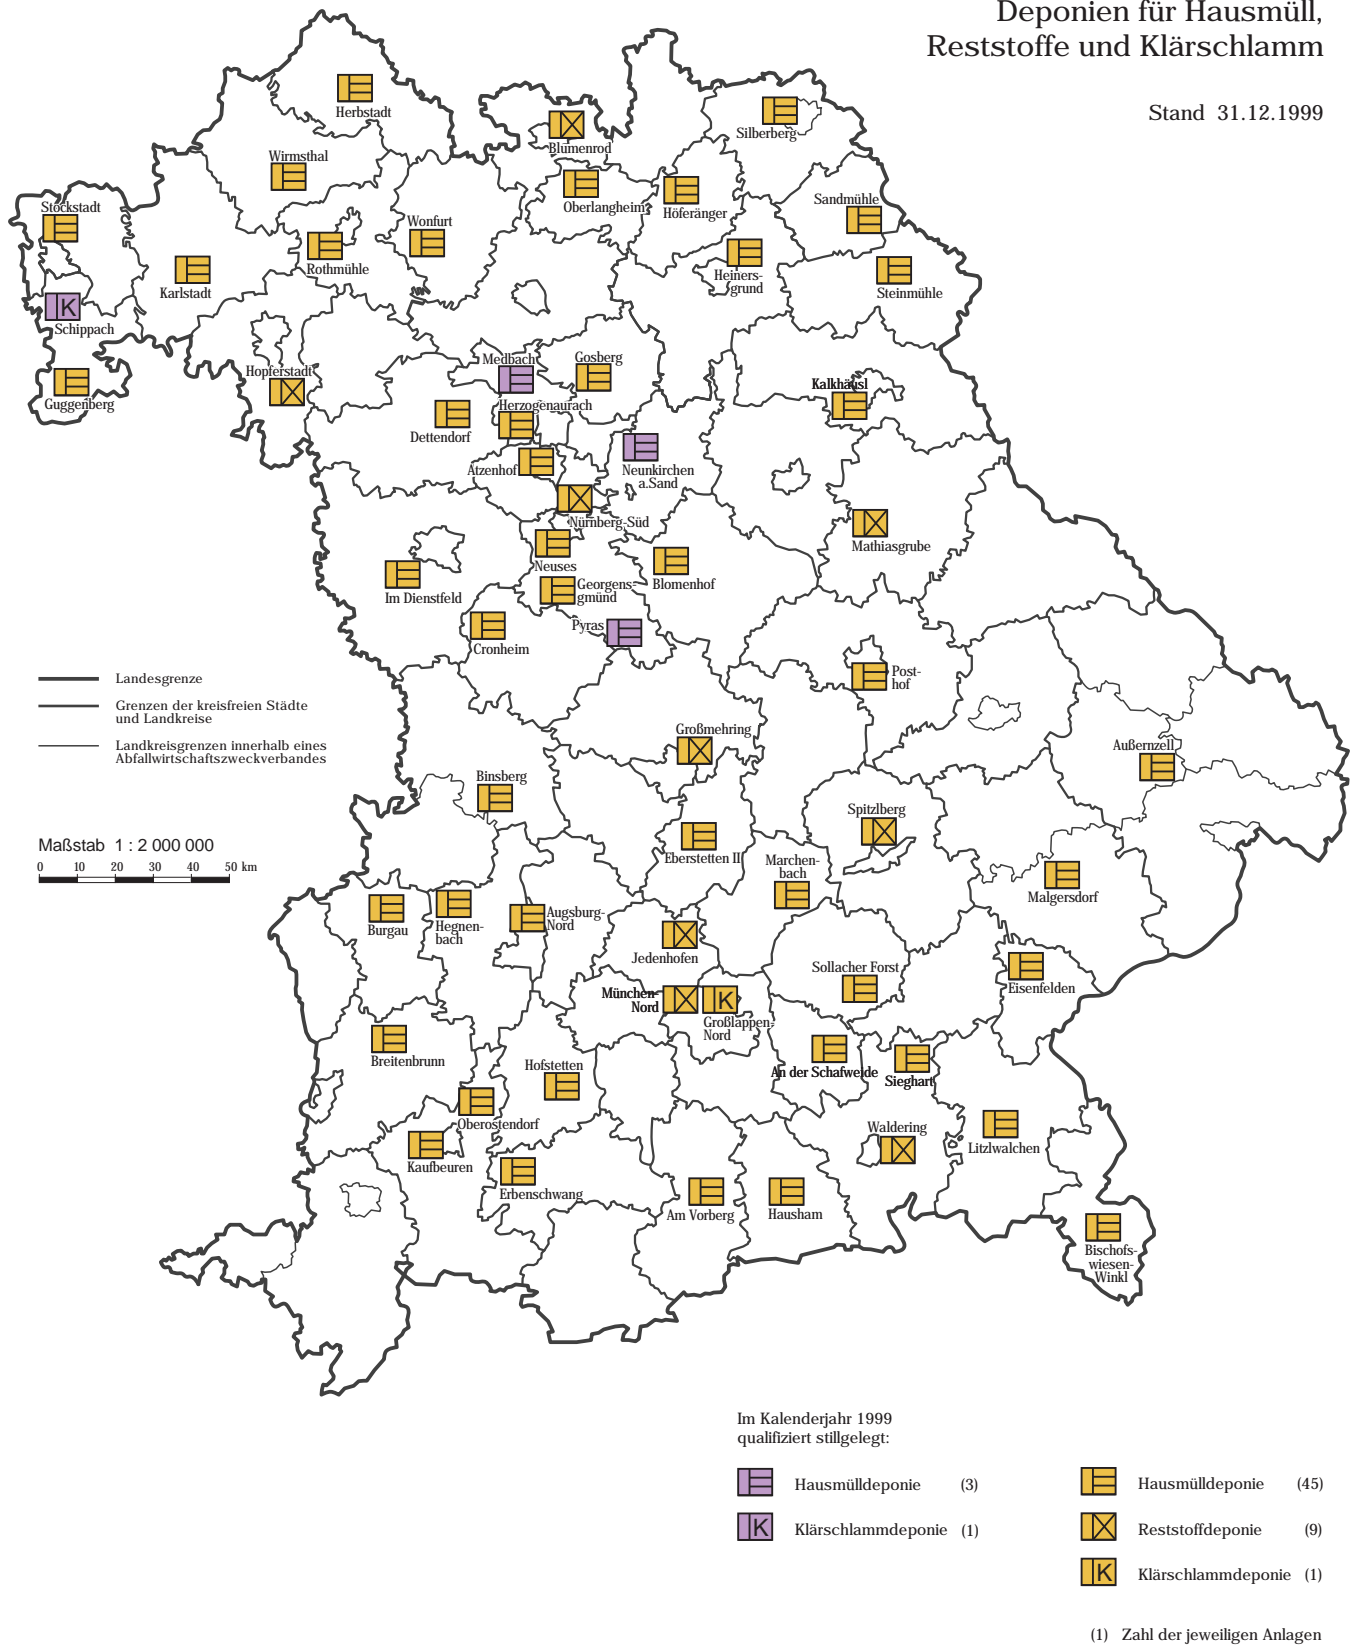 Deponien für Hausmüll,
Reststoffe und Klärschlamm
Stand 31.12.1999
Herbstadt
Silberberg
Blumenrod
Wirmsthal
Oberlangheim
Höferänger
Sandmühle
Stockstadt
Wonfurt
Rothmühle
Karlstadt
Heiners-
grund
Steinmühle
K
Schippach
Medbach
Gosberg
Hopferstadt
Guggenberg
Kalkhäusl
Herzogenaurach
Dettendorf
Atzenhof
Neunkirchen
a.Sand
Nürnberg-Süd
Mathiasgrube
Neuses
Georgens-
gmünd
Blomenhof
Im Dienstfeld
Pyras
Cronheim
Post-
hof
Landesgrenze
Grenzen der kreisfreien Städte
und Landkreise
Landkreisgrenzen innerhalb eines
Abfallwirtschaftszweckverbandes
Großmehring
Außernzell
Binsberg
Spitzlberg
Maßstab 1 : 2 000 000
0 10 20 30 40 50 km
Eberstetten II
Marchen-
bach
Malgersdorf
Burgau
Hegnen-
bach
Augsburg-
Nord
Jedenhofen
Sollacher Forst
Eisenfelden
München-
Nord
K
Großlappen-
Nord
Breitenbrunn
Hofstetten
An der Schafweide
Sieghart
Oberostendorf
Waldering
Litzlwalchen
Kaufbeuren
Erbenschwang
Am Vorberg
Hausham
Bischofs-
wiesen-
Winkl
Im Kalenderjahr 1999
qualifiziert stillgelegt:
Hausmülldeponie (3)
K Klärschlammdeponie (1)
Hausmülldeponie (45)
Reststoffdeponie (9)
K Klärschlammdeponie (1)
(1) Zahl der jeweiligen Anlagen